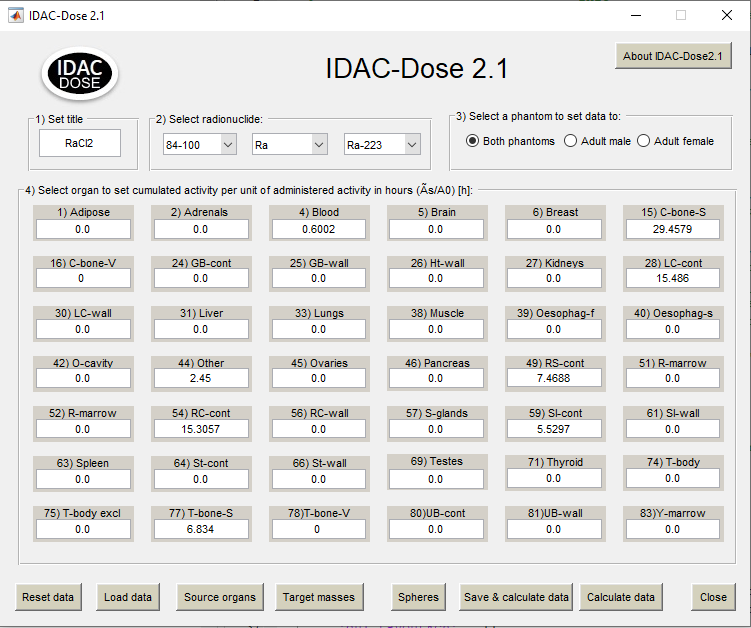 IDAC-Dose 2.1
IDAC
DOSE
IDAC-Dose 2.1
About IDAC-Dose2.1
1) Set title
RaCl2
2) Select radionuclide:
84-100 Ra Ra-223
3) Select a phantom to set data to:
Both phantoms Adult male Adult female
4) Select organ to set cumulated activity per unit of administered activity in hours (Ãs/A0) [h]:
1) Adipose 2) Adrenals 4) Blood 5) Brain 6) Breast 15) C-bone-S
0.0 0.0 0.6002 0.0 0.0 29.4579
16) C-bone-V 24) GB-cont 25) GB-wall 26) Ht-wall 27) Kidneys 28) LC-cont
0 0.0 0.0 0.0 0.0 15.486
30) LC-wall 31) Liver 33) Lungs 38) Muscle 39) Oesophag-f 40) Oesophag-s
0.0 0.0 0.0 0.0 0.0 0.0
42) O-cavity 44) Other 45) Ovaries 46) Pancreas 49) RS-cont 51) R-marrow
0.0 2.45 0.0 0.0 7.4688 0.0
52) R-marrow 54) RC-cont 56) RC-wall 57) S-glands 59) SI-cont 61) SI-wall
0.0 15.3057 0.0 0.0 5.5297 0.0
63) Spleen 64) St-cont 66) St-wall 69) Testes 71) Thyroid 74) T-body
0.0 0.0 0.0 0.0 0.0 0.0
75) T-body excl 77) T-bone-S 78)T-bone-V 80)UB-cont 81)UB-wall 83)Y-marrow
0.0 6.834 0 0.0 0.0 0.0
Reset data Load data Source organs Target masses Spheres Save & calculate data Calculate data Close